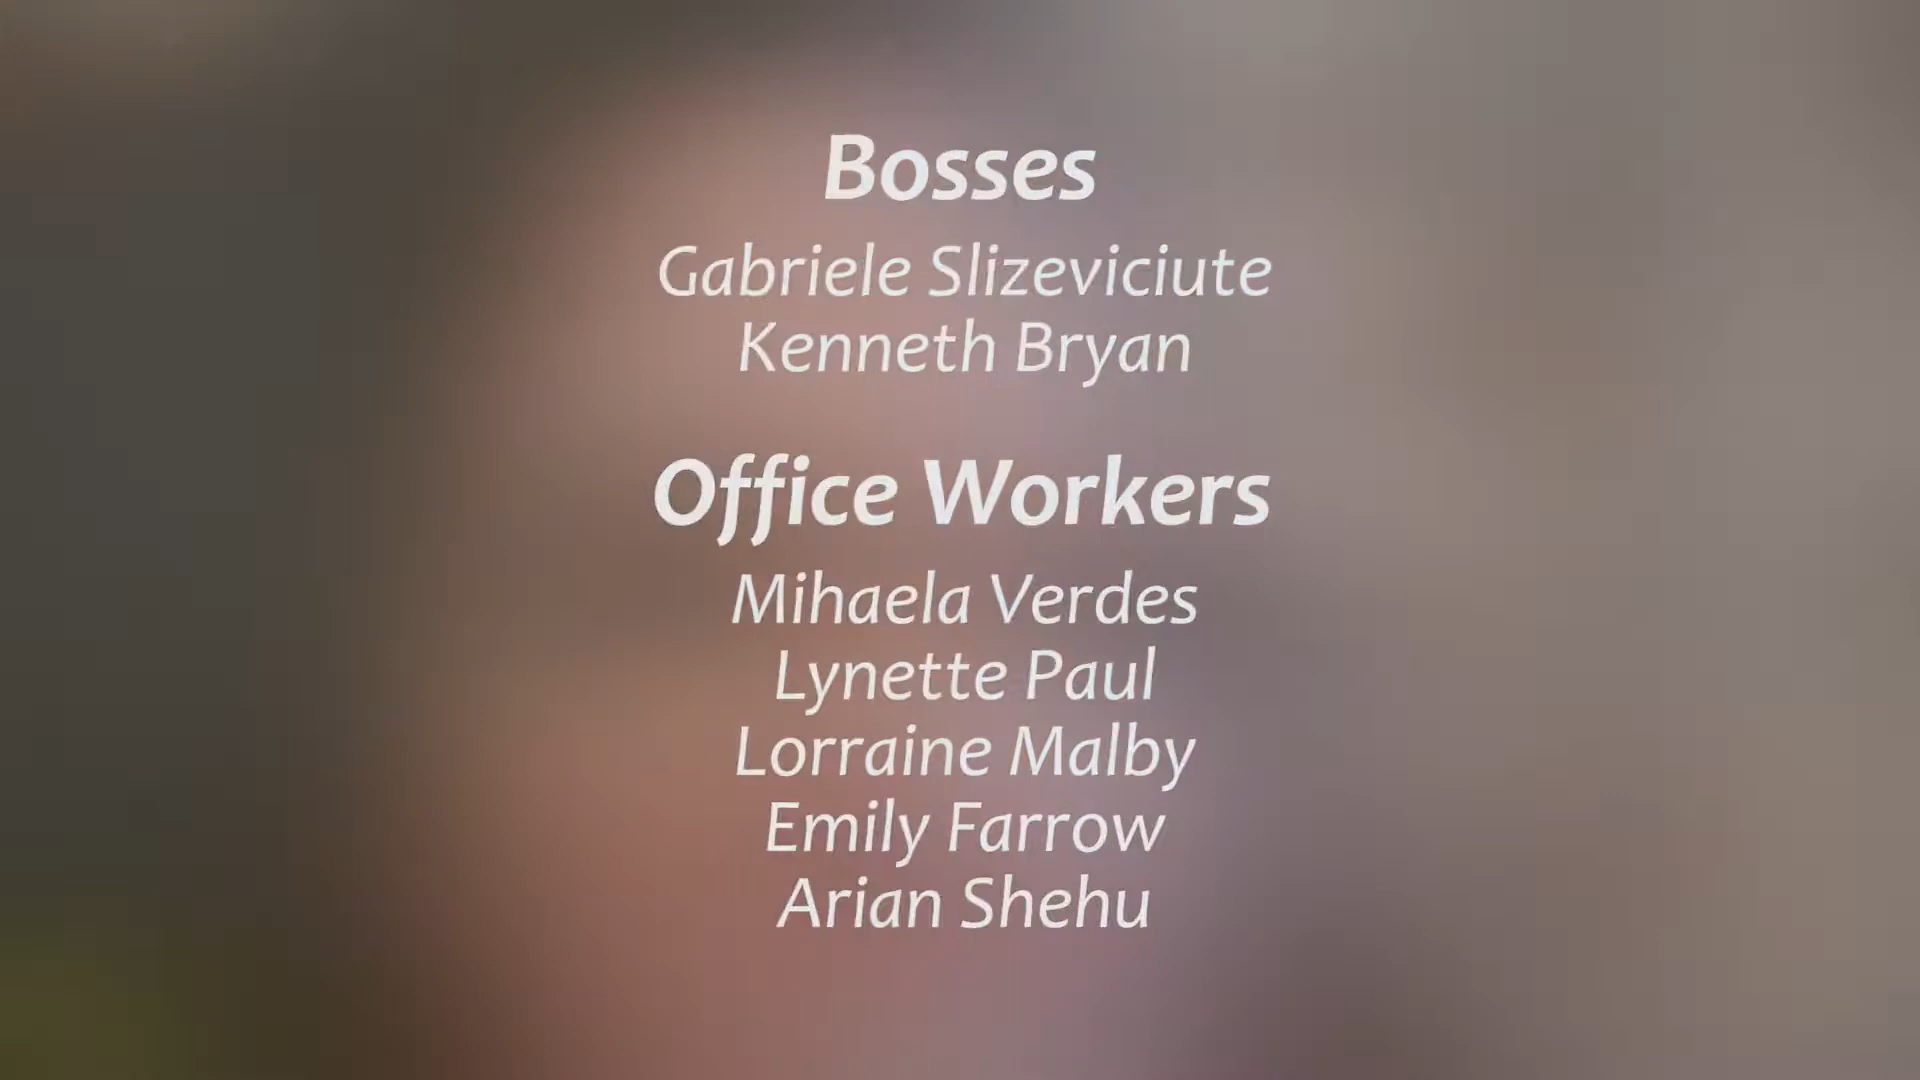 Bosses
Gabriele Slizeviciute
Kenneth Bryan
Office Workers
Mihaela Verdes
Lynette Paul
Lorraine Malby
Emily Farrow
Arian Shehu